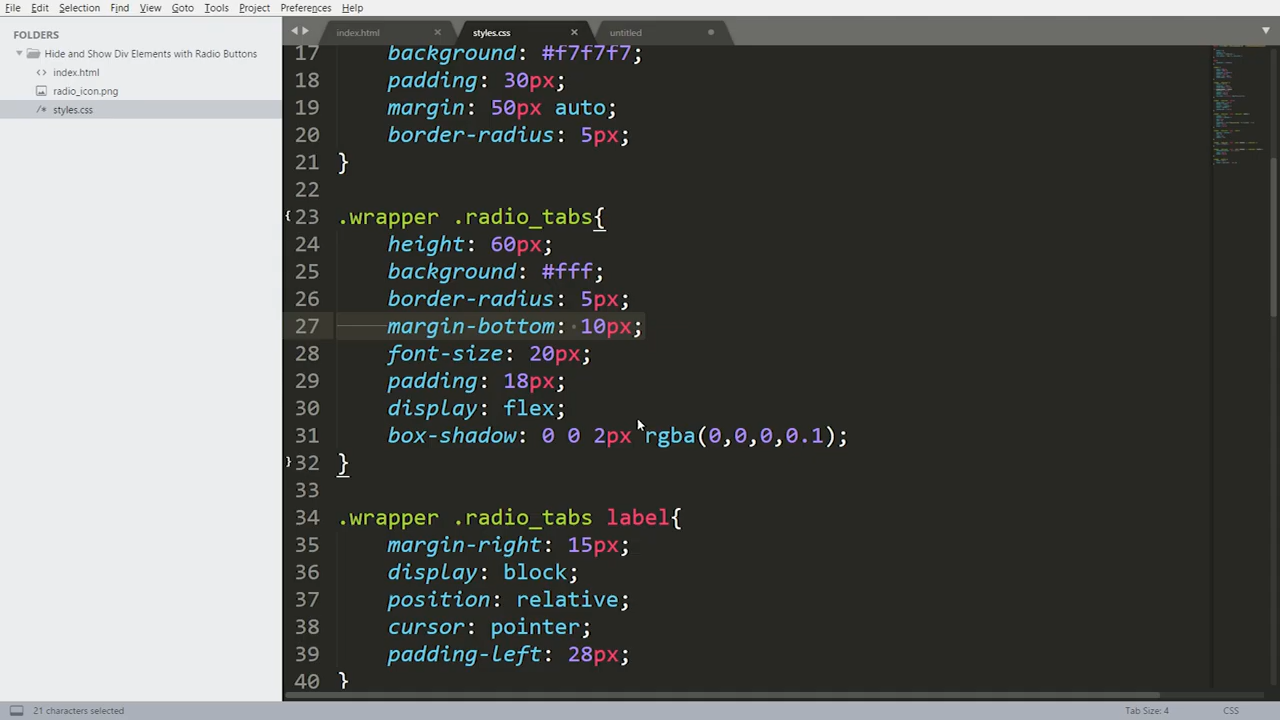 File Edit Selection Find View Goto Tools Project Preferences Help
FOLDERS
Hide and Show Div Elements with Radio Buttons
<> index.html
radio_icon.png
/* styles.css
index.html × styles.css × untitled
17 background: #f7f7f7;
18 padding: 30px;
19 margin: 50px auto;
20 border-radius: 5px;
21 }
22
23 .wrapper .radio_tabs{
24 height: 60px;
25 background: #fff;
26 border-radius: 5px;
27 margin-bottom: 10px;
28 font-size: 20px;
29 padding: 18px;
30 display: flex;
31 box-shadow: 0 0 2px rgba(0,0,0,0.1);
32 }
33
34 .wrapper .radio_tabs label{
35 margin-right: 15px;
36 display: block;
37 position: relative;
38 cursor: pointer;
39 padding-left: 28px;
40 }
21 characters selected Tab Size: 4 CSS